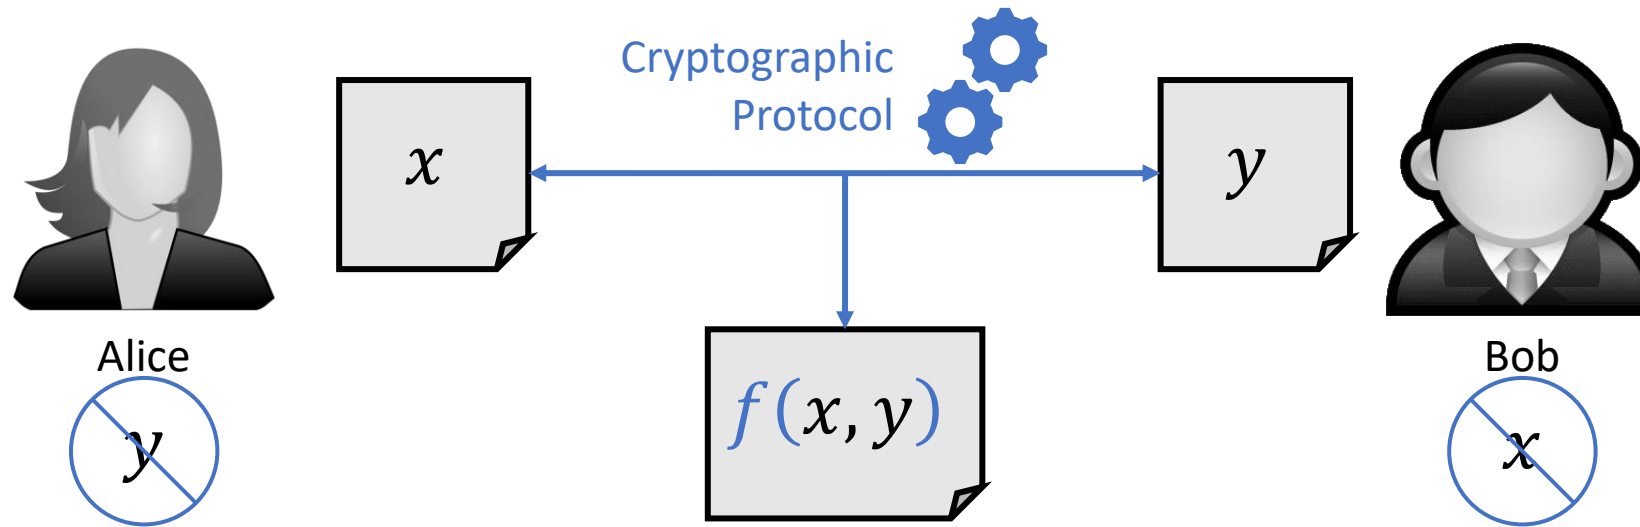 Cryptographic
Protocol
x
y
Alice
Bob
f(x, y)
y
x